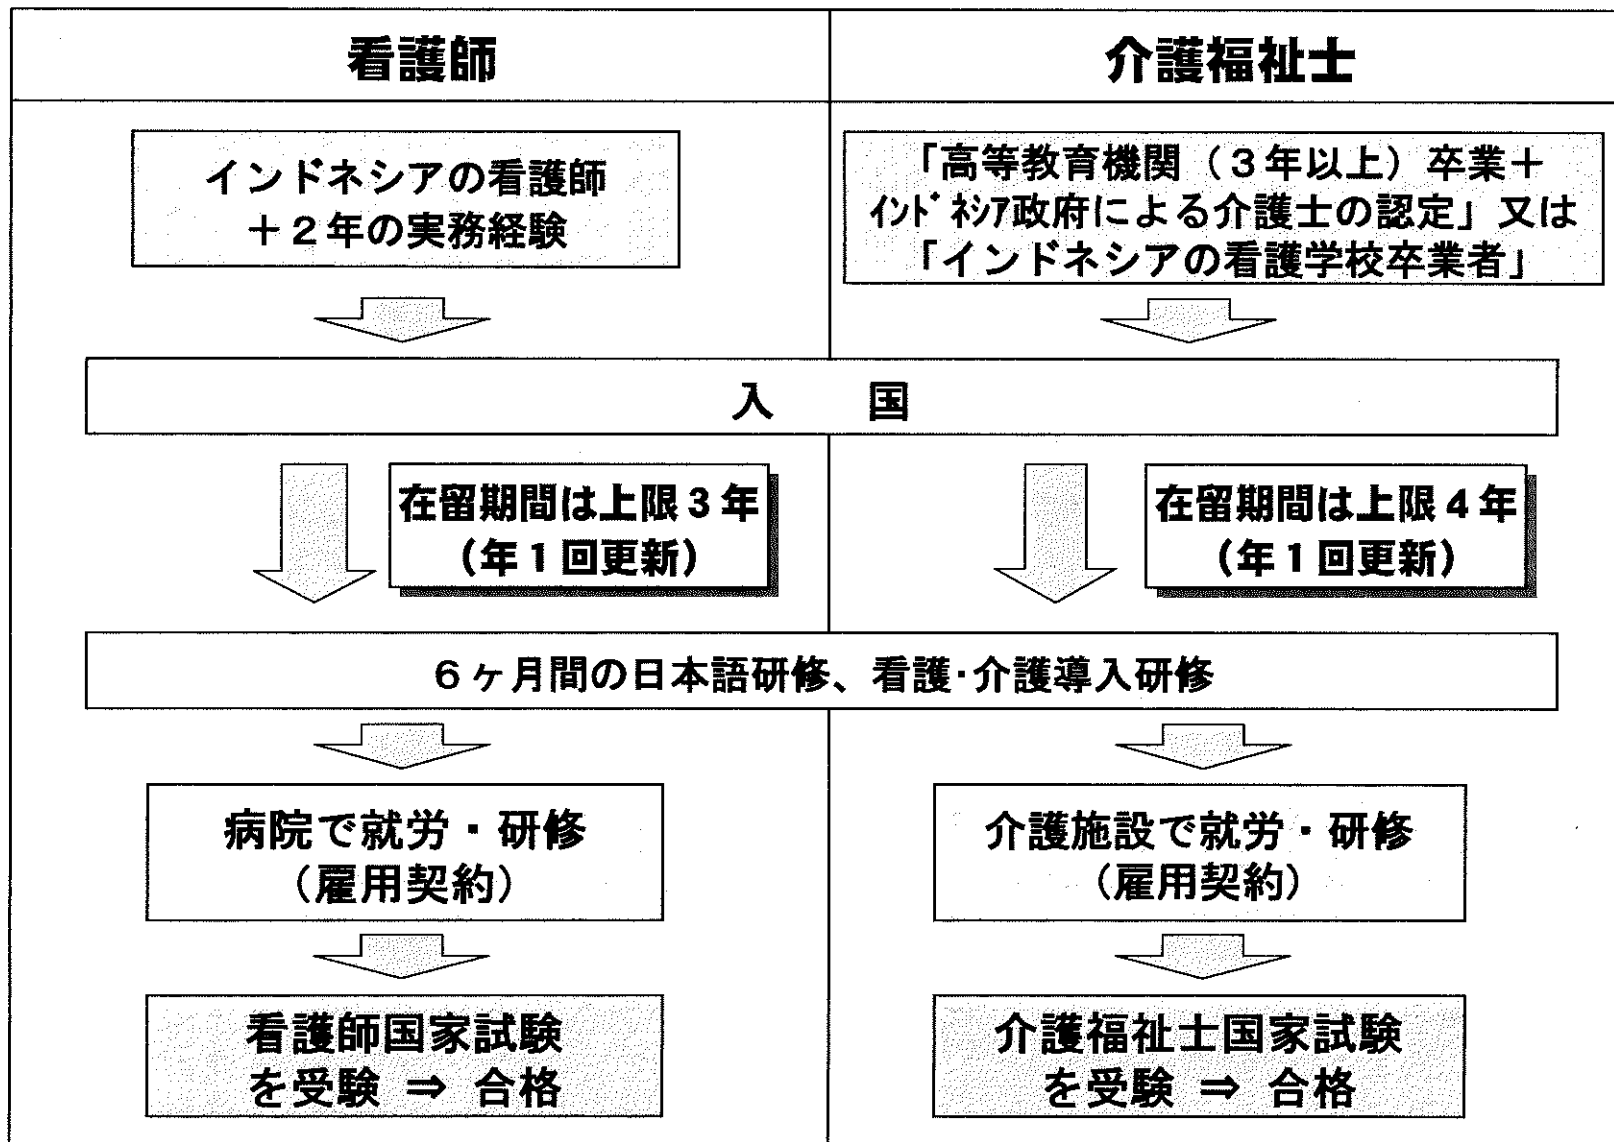 看護師
介護福祉士
インドネシアの看護師
＋２年の実務経験
「高等教育機関（３年以上）卒業＋
ｲﾝﾄﾞﾈｼｱ政府による介護士の認定」又は
「インドネシアの看護学校卒業者」
入　国
在留期間は上限３年
（年１回更新）
在留期間は上限４年
（年１回更新）
６ヶ月間の日本語研修、看護･介護導入研修
病院で就労・研修
（雇用契約）
介護施設で就労・研修
（雇用契約）
看護師国家試験
を受験 ⇒ 合格
介護福祉士国家試験
を受験 ⇒ 合格